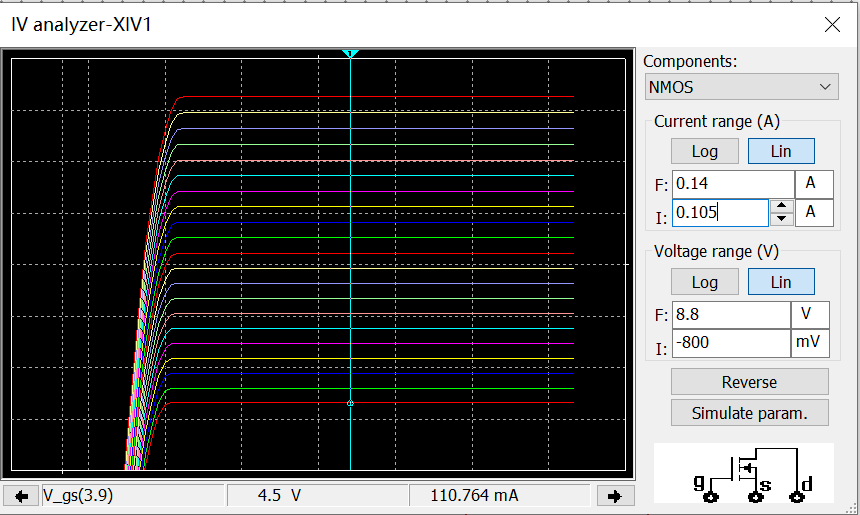 IV analyzer-XIV1
1
Components:
NMOS
Current range (A)
Log Lin
F: 0.14 A
I: 0.105 A
Voltage range (V)
Log Lin
F: 8.8 V
I: -800 mV
Reverse
Simulate param.
g s d
V_gs(3.9) 4.5 V 110.764 mA